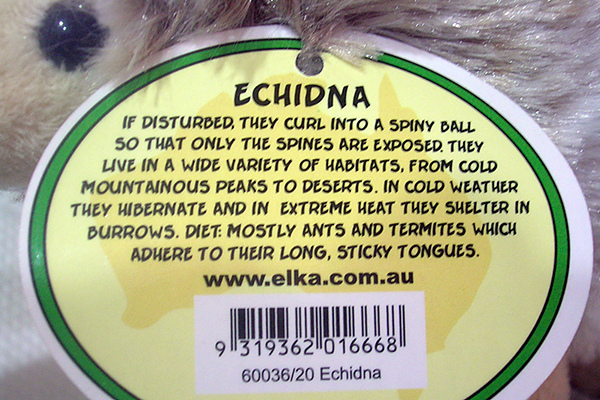 ECHIDNA
IF DISTURBED, THEY CURL INTO A SPINY BALL
SO THAT ONLY THE SPINES ARE EXPOSED. THEY
LIVE IN A WIDE VARIETY OF HABITATS, FROM COLD
MOUNTAINOUS PEAKS TO DESERTS. IN COLD WEATHER
THEY HIBERNATE AND IN EXTREME HEAT THEY SHELTER IN
BURROWS. DIET: MOSTLY ANTS AND TERMITES WHICH
ADHERE TO THEIR LONG, STICKY TONGUES.
www.elka.com.au
9 319362 016668
60036/20 Echidna